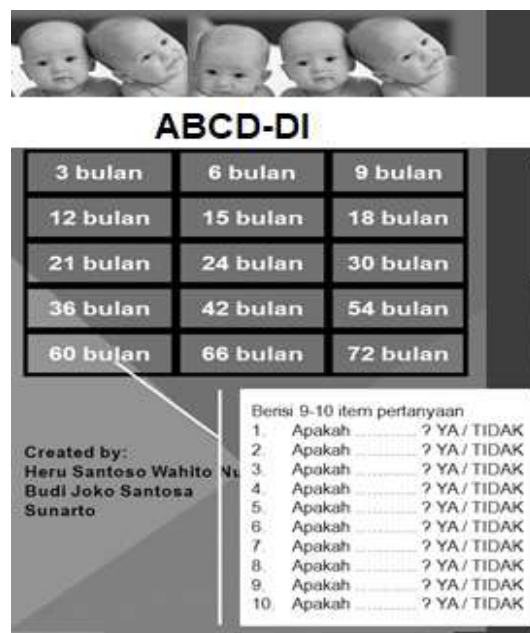 ABCD-DI
3 bulan 6 bulan 9 bulan
12 bulan 15 bulan 18 bulan
21 bulan 24 bulan 30 bulan
36 bulan 42 bulan 54 bulan
60 bulan 66 bulan 72 bulan
Created by:
Heru Santoso Wahito Nu
Budi Joko Santosa
Sunarto
Berisi 9-10 item pertanyaan
1. Apakah ............ ? YA / TIDAK
2. Apakah ............ ? YA / TIDAK
3. Apakah ............ ? YA / TIDAK
4. Apakah ............ ? YA / TIDAK
5. Apakah ............ ? YA / TIDAK
6. Apakah ............ ? YA / TIDAK
7. Apakah ............ ? YA / TIDAK
8. Apakah ............ ? YA / TIDAK
9. Apakah ............ ? YA / TIDAK
10. Apakah ............ ? YA / TIDAK